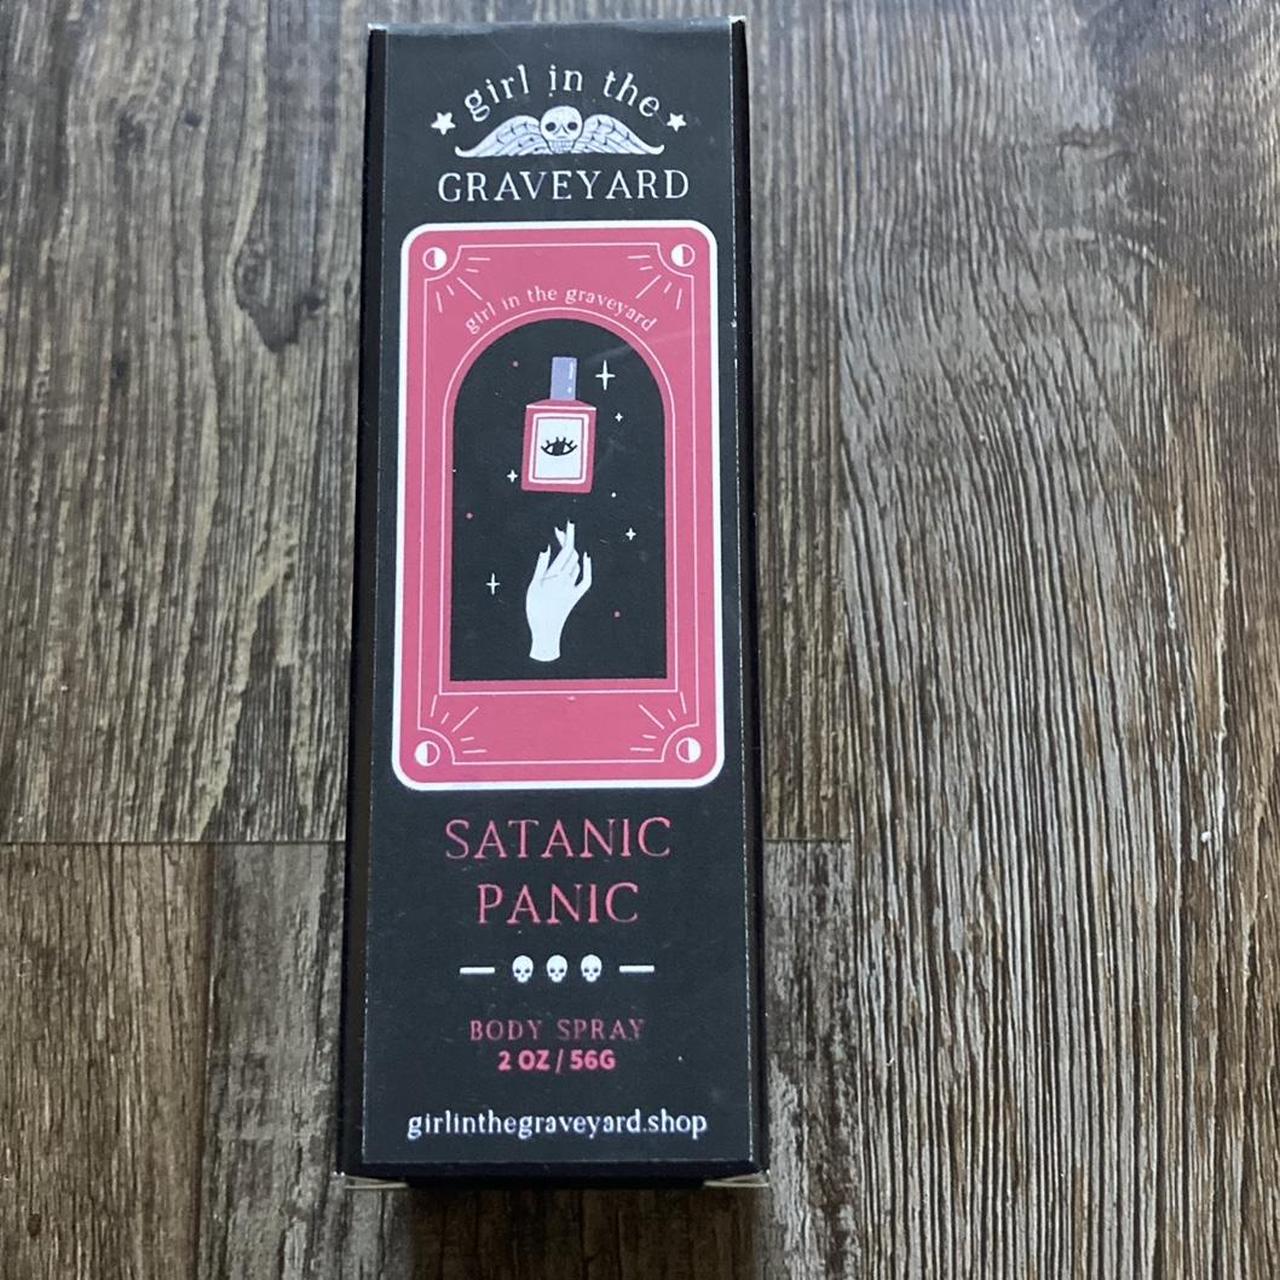 girl in the
GRAVEYARD
girl in the graveyard
SATANIC
PANIC
BODY SPRAY
2 OZ / 56G
girlinthegraveyard.shop